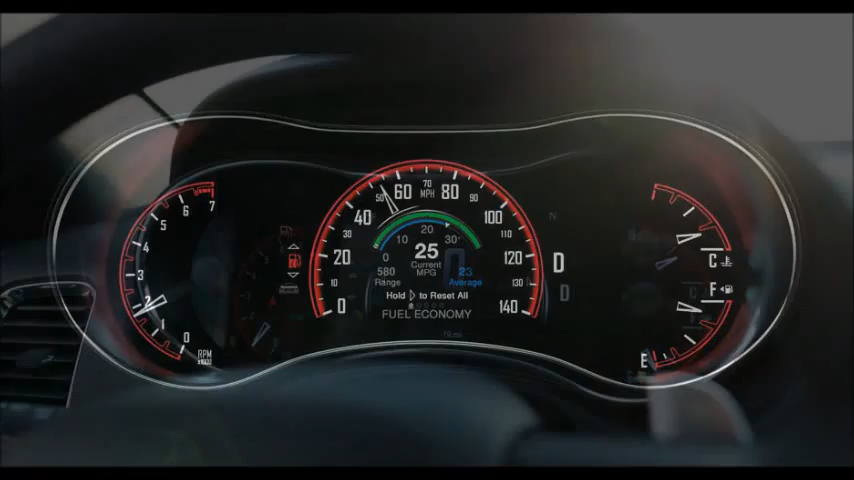 70
60 MPH 80
50 90
40 100
30 110
20 120
10 130
0 140
7
6
5
4
3
2
1
0
RPM
10 20 30
0
25
Current
MPG
580
Range
23
Average
Hold to Reset All
FUEL ECONOMY
N
D
D
C
F
E